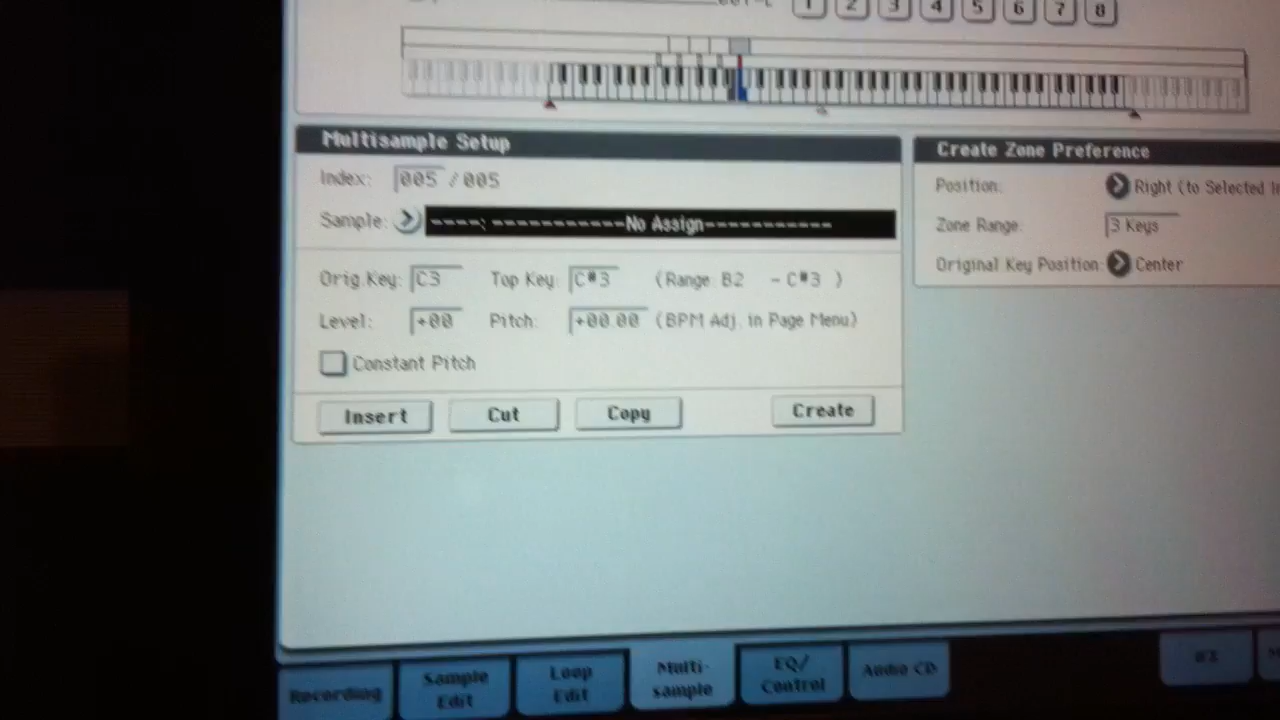 1 2 3 4 5 6 7 8
Multisample Setup
Index: 005 / 005
Sample: ----: -----------No Assign-----------
Orig.Key: C3 Top Key: C#3 (Range: B2 - C#3 )
Level: +00 Pitch: +00.00 (BPM Adj. in Page Menu)
Constant Pitch
Insert Cut Copy Create
Create Zone Preference
Position: Right (to Selected
Zone Range: 3 Keys
Original Key Position: Center
Recording
Sample
Edit
Loop
Edit
Multi-
sample
EQ/
Control
Audio CD